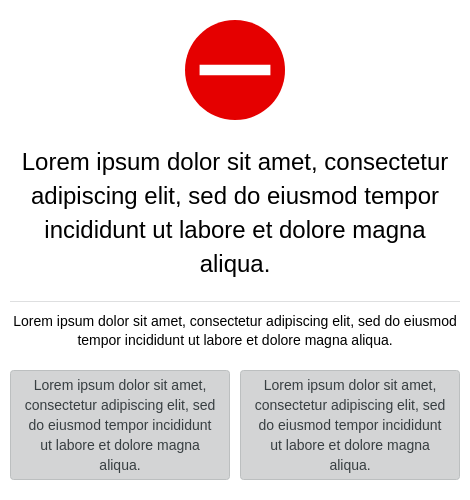 Lorem ipsum dolor sit amet, consectetur
adipiscing elit, sed do eiusmod tempor
incididunt ut labore et dolore magna
aliqua.
Lorem ipsum dolor sit amet, consectetur adipiscing elit, sed do eiusmod
tempor incididunt ut labore et dolore magna aliqua.
Lorem ipsum dolor sit amet,
consectetur adipiscing elit, sed
do eiusmod tempor incididunt
ut labore et dolore magna
aliqua.
Lorem ipsum dolor sit amet,
consectetur adipiscing elit, sed
do eiusmod tempor incididunt
ut labore et dolore magna
aliqua.